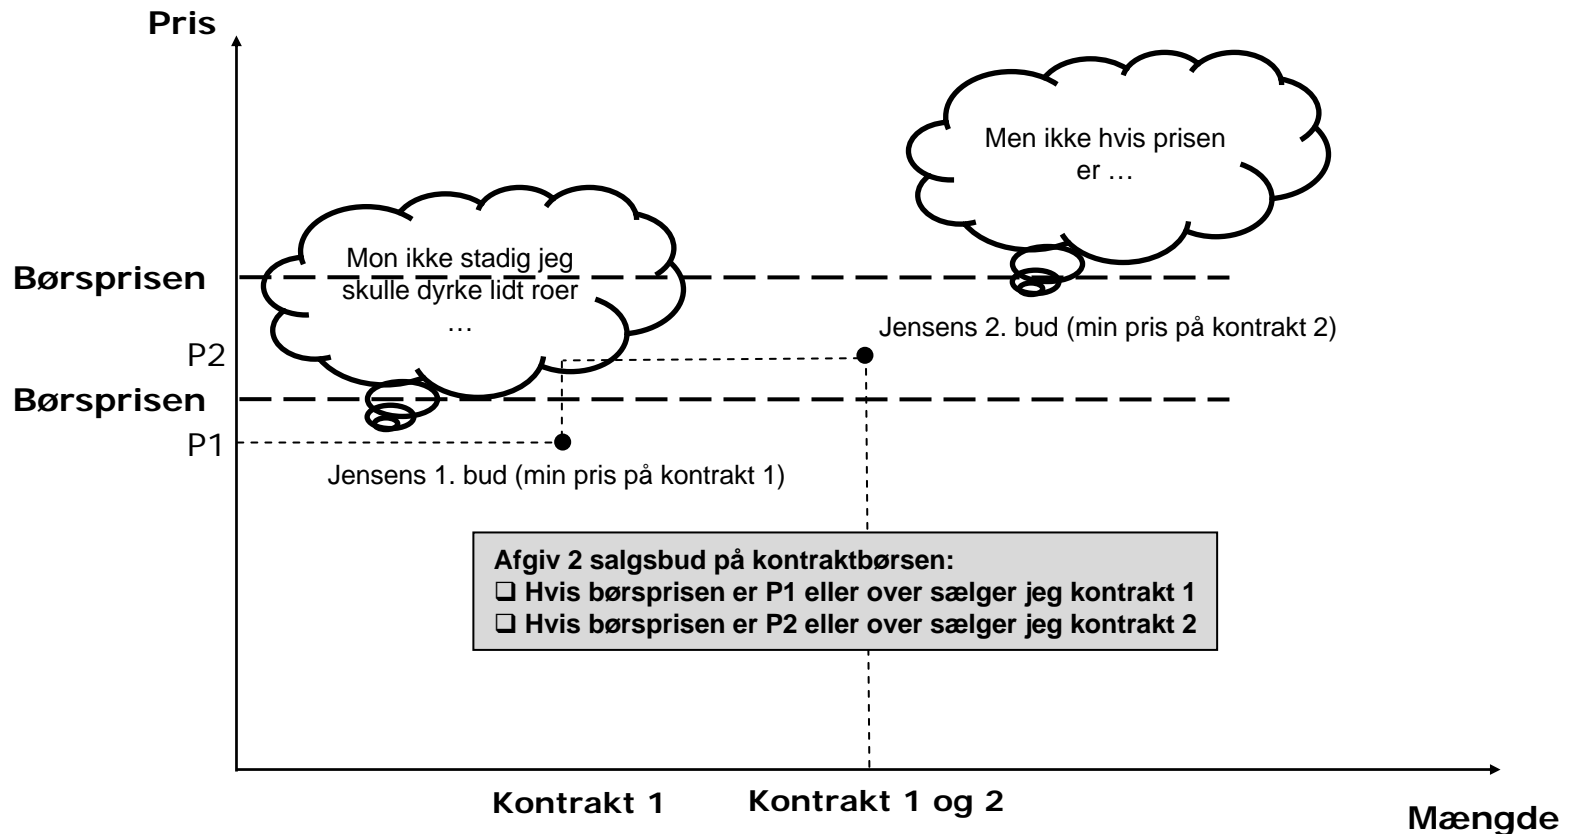 Pris
Men ikke hvis prisen
er …
Mon ikke stadig jeg
skulle dyrke lidt roer
…
Børsprisen
Jensens 2. bud (min pris på kontrakt 2)
P2
Børsprisen
P1
Jensens 1. bud (min pris på kontrakt 1)
Afgiv 2 salgsbud på kontraktbørsen:
❑ Hvis børsprisen er P1 eller over sælger jeg kontrakt 1
❑ Hvis børsprisen er P2 eller over sælger jeg kontrakt 2
Kontrakt 1
Kontrakt 1 og 2
Mængde